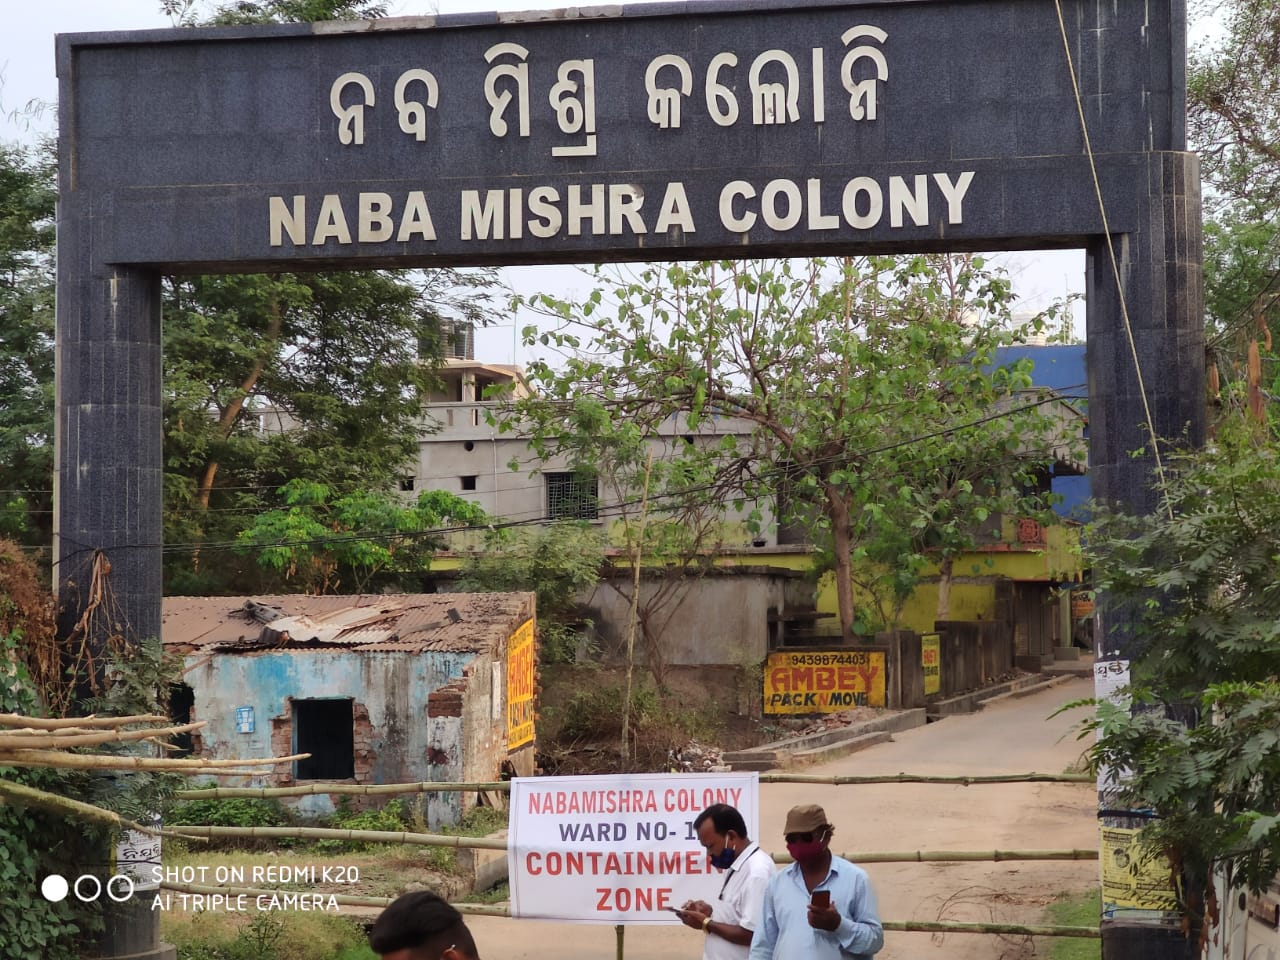 ନବ ମିଶ୍ର କଲୋନି
NABA MISHRA COLONY
9439874403
AMBEY
PACK N MOVE
NABAMISHRA COLONY
WARD NO- 1
CONTAINMEN
ZONE
SHOT ON REDMI K20
AI TRIPLE CAMERA